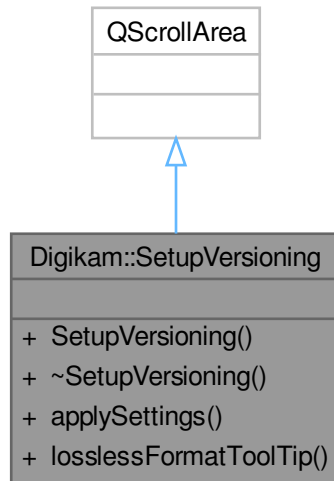 QScrollArea
Digikam::SetupVersioning
+ SetupVersioning()
+ ~SetupVersioning()
+ applySettings()
+ losslessFormatToolTip()